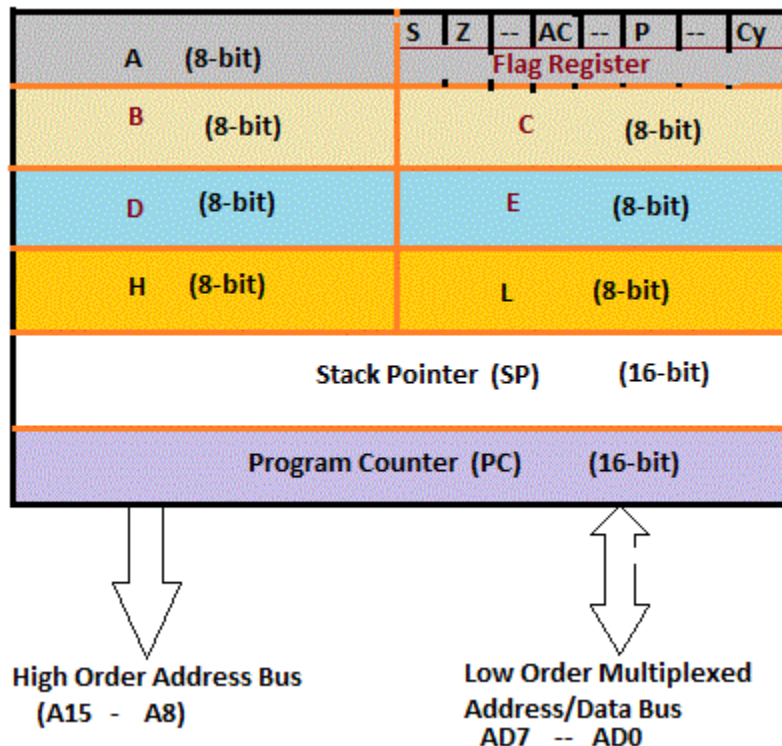 S Z -- AC -- P -- Cy
A (8-bit) Flag Register
B (8-bit) C (8-bit)
D (8-bit) E (8-bit)
H (8-bit) L (8-bit)
Stack Pointer (SP) (16-bit)
Program Counter (PC) (16-bit)
High Order Address Bus
(A15 - A8)
Low Order Multiplexed
Address/Data Bus
AD7 -- AD0